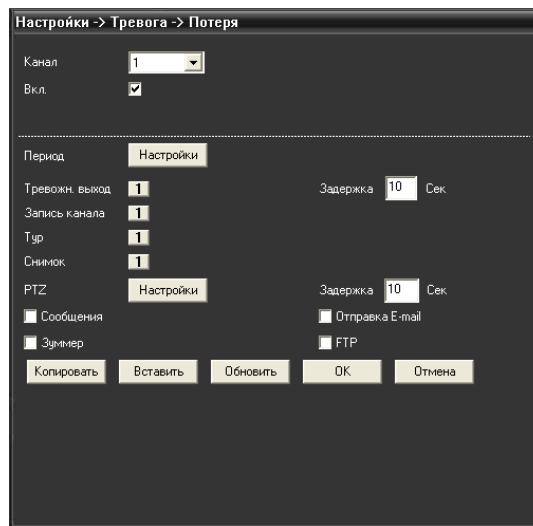 Настройки -> Тревога -> Потеря
Канал 1
Вкл.
Период Настройки
Тревожн. выход 1 Задержка 10 Сек
Запись канала 1
Тур 1
Снимок 1
PTZ Настройки Задержка 10 Сек
Сообщения Отправка E-mail
Зуммер FTP
Копировать Вставить Обновить OK Отмена